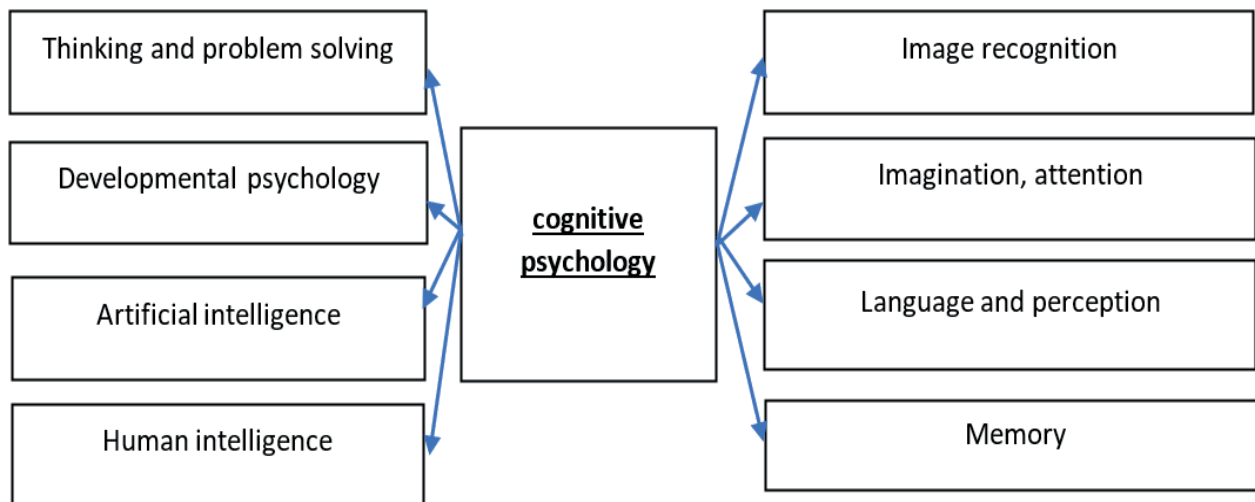 Thinking and problem solving
Developmental psychology
Artificial intelligence
Human intelligence
cognitive
psychology
Image recognition
Imagination, attention
Language and perception
Memory